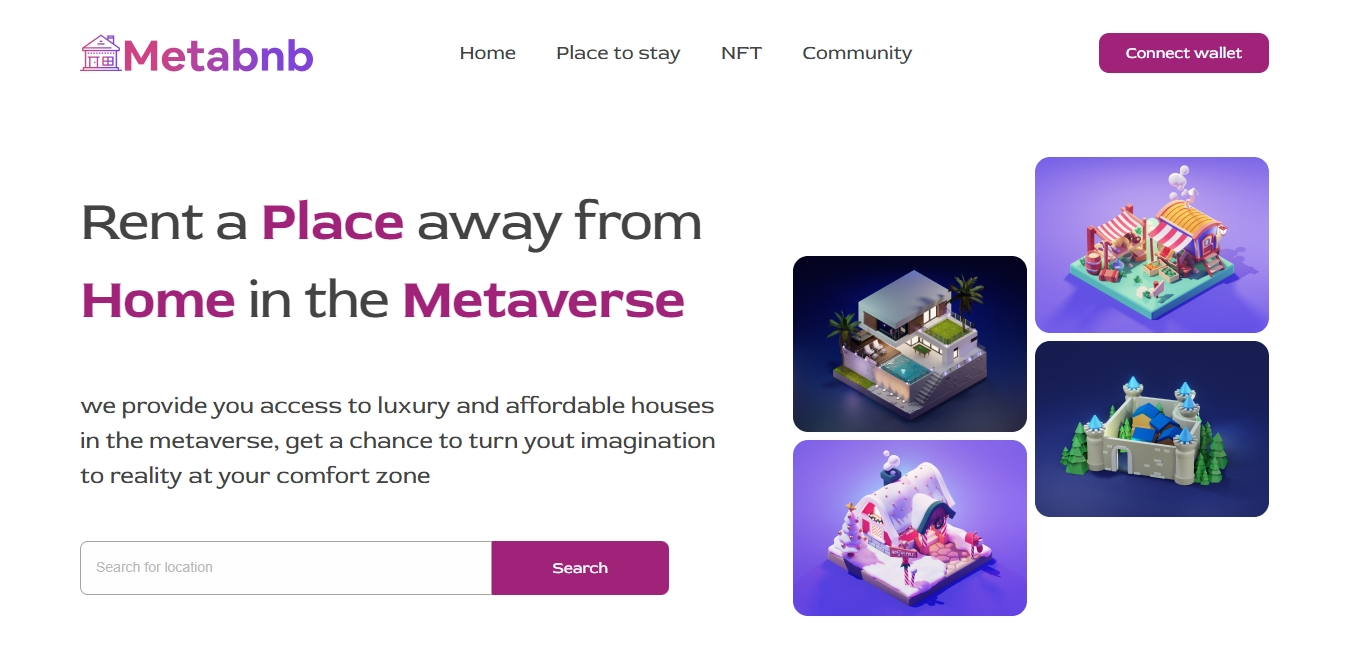 Metabnb
Home
Place to stay
NFT
Community
Connect wallet
Rent a Place away from
Home in the Metaverse
we provide you access to luxury and affordable houses
in the metaverse, get a chance to turn yout imagination
to reality at your comfort zone
Search for location
Search